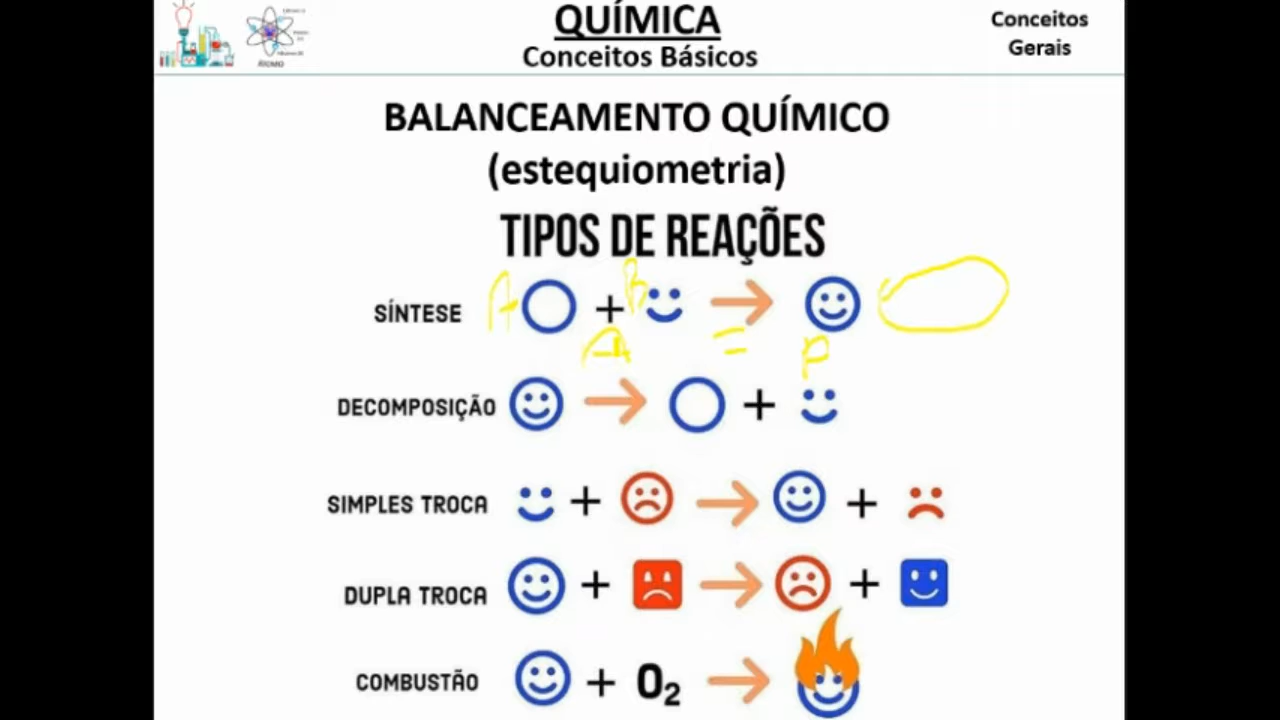 QUÍMICA
Conceitos Básicos
Conceitos
Gerais
ÁTOMO
BALANCEAMENTO QUÍMICO
(estequiometria)
TIPOS DE REAÇÕES
SÍNTESE A + B
A = P
DECOMPOSIÇÃO +
SIMPLES TROCA + +
DUPLA TROCA + +
COMBUSTÃO + O₂